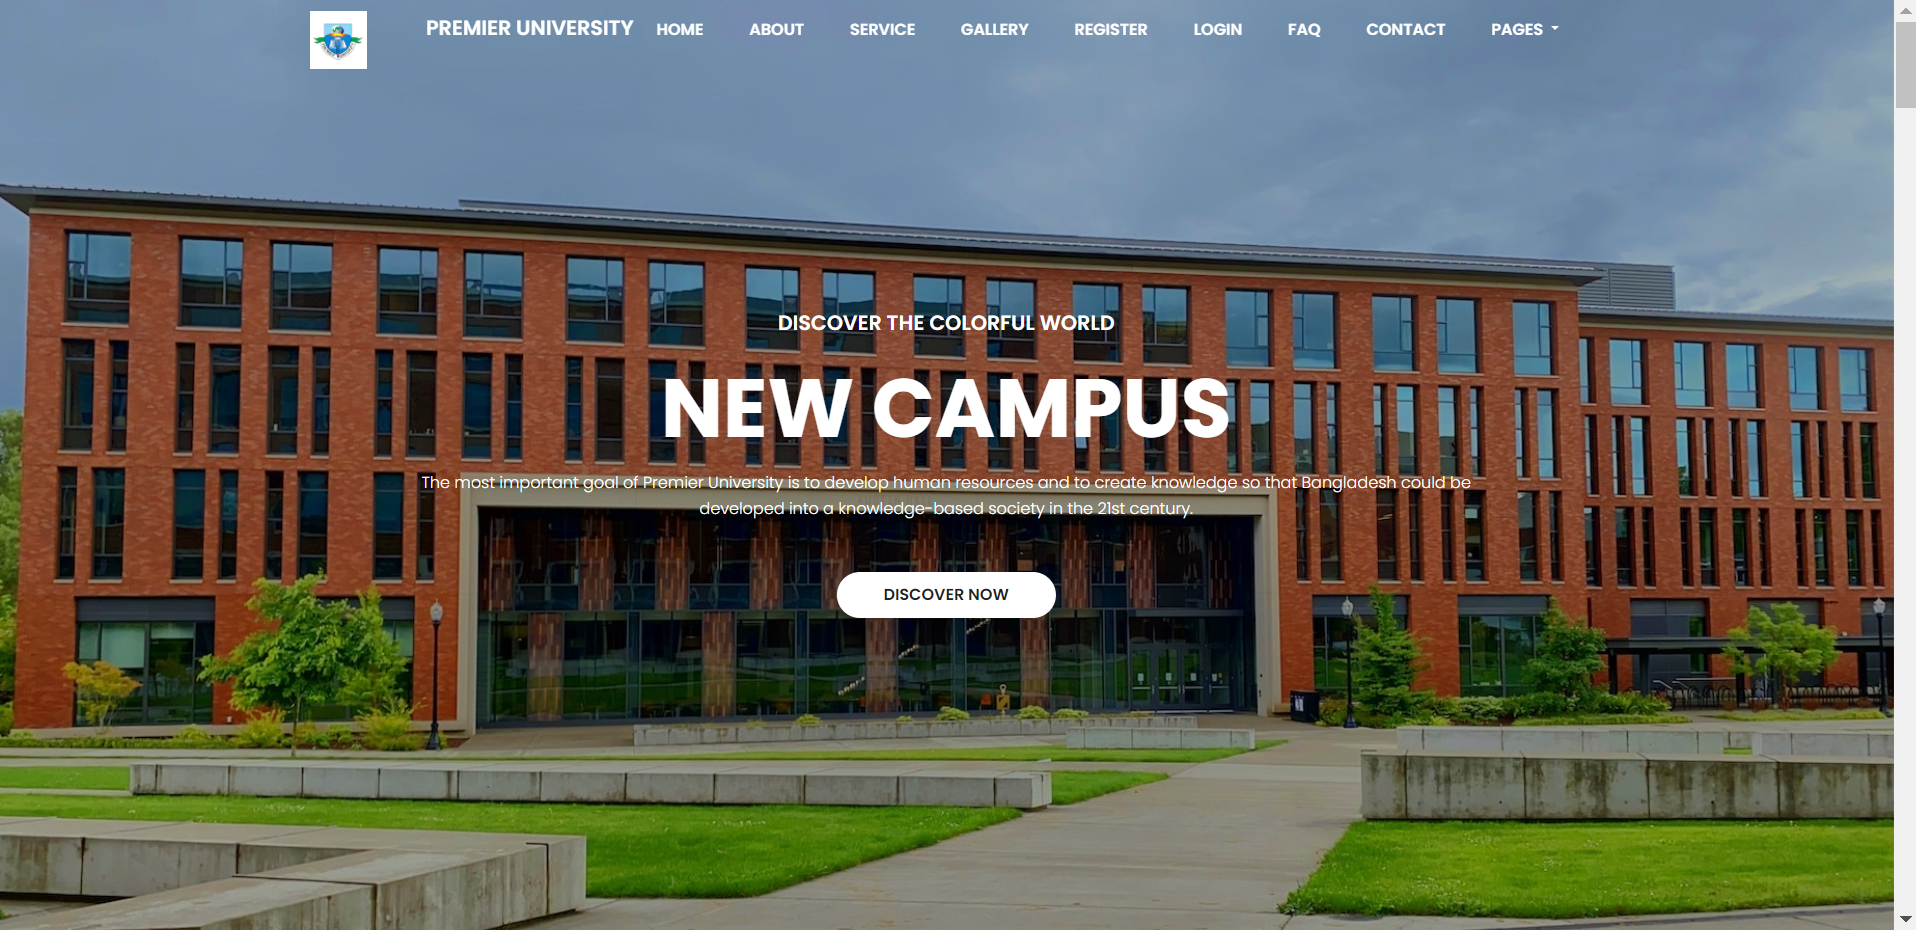 PREMIER UNIVERSITY HOME ABOUT SERVICE GALLERY REGISTER LOGIN FAQ CONTACT PAGES
DISCOVER THE COLORFUL WORLD
NEW CAMPUS
The most important goal of Premier University is to develop human resources and to create knowledge so that Bangladesh could be
developed into a knowledge-based society in the 21st century.
DISCOVER NOW